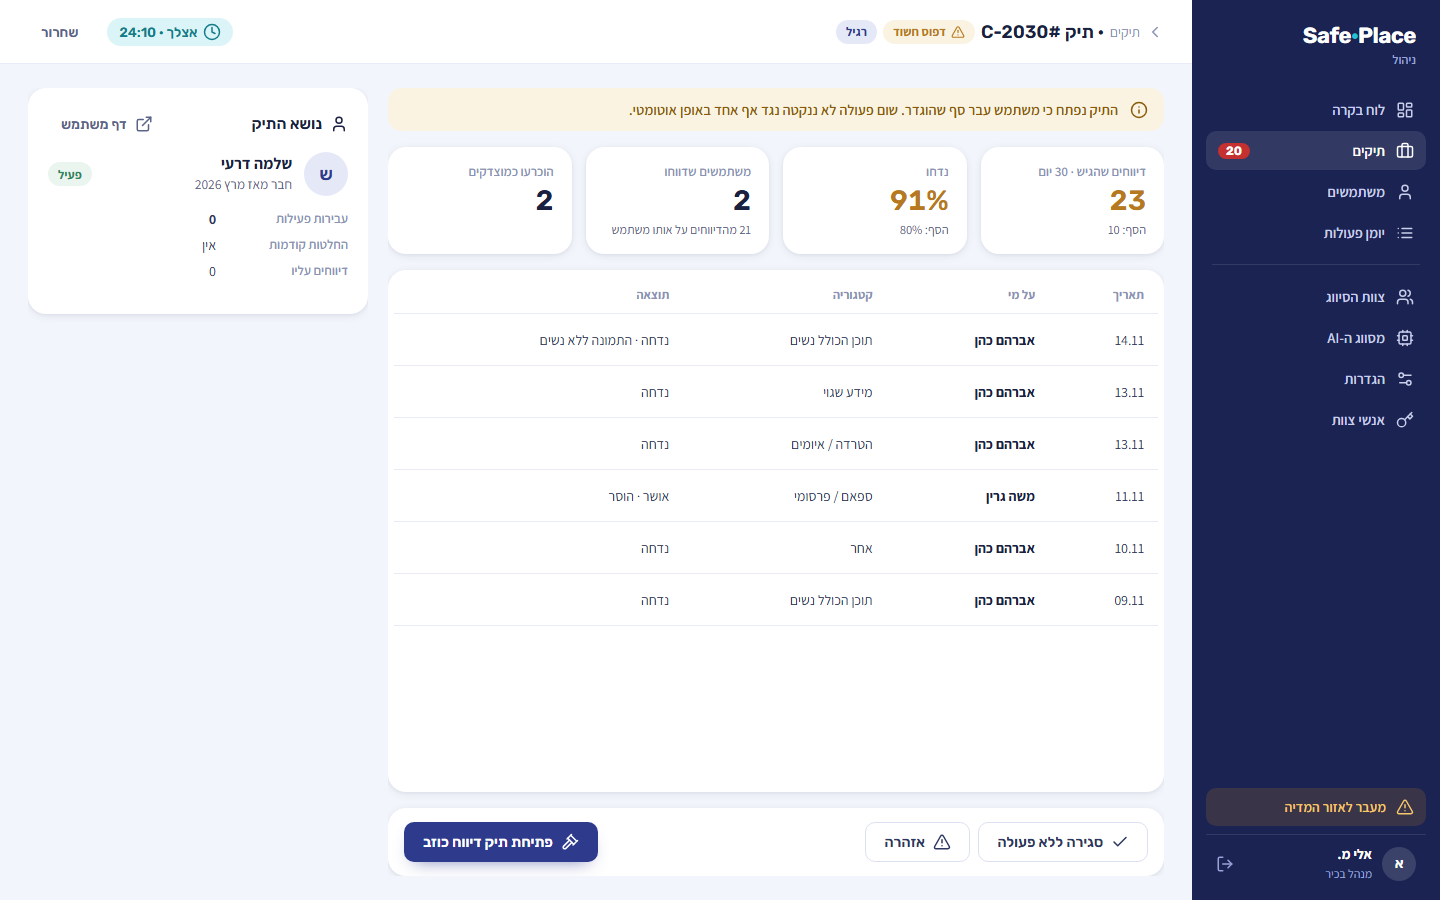 Safe•Place
ניהול
לוח בקרה
תיקים 20
משתמשים
יומן פעולות
צוות הסיווג
מסווג ה-AI
הגדרות
אנשי צוות
מעבר לאזור המדיה
א
אלי מ.
מנהל בכיר
תיקים • תיק #C-2030 דפוס חשוד רגיל
אצלך • 24:10 שחרור
התיק נפתח כי משתמש עבר סף שהוגדר. שום פעולה לא ננקטה נגד אף אחד באופן אוטומטי.
דיווחים שהגיש · 30 יום
23
הסף: 10
נדחו
91%
הסף: 80%
משתמשים שדווחו
2
21 מהדיווחים על אותו משתמש
הוכרעו כמוצדקים
2
תאריך על מי קטגוריה תוצאה
14.11 אברהם כהן תוכן הכולל נשים נדחה · התמונה ללא נשים
13.11 אברהם כהן מידע שגוי נדחה
13.11 אברהם כהן הטרדה / איומים נדחה
11.11 משה גרין ספאם / פרסומי אושר · הוסר
10.11 אברהם כהן אחר נדחה
09.11 אברהם כהן תוכן הכולל נשים נדחה
סגירה ללא פעולה אזהרה פתיחת תיק דיווח כוזב
נושא התיק דף משתמש
ש
שלמה דרעי
חבר מאז מרץ 2026
פעיל
עבירות פעילות 0
החלטות קודמות אין
דיווחים עליו 0